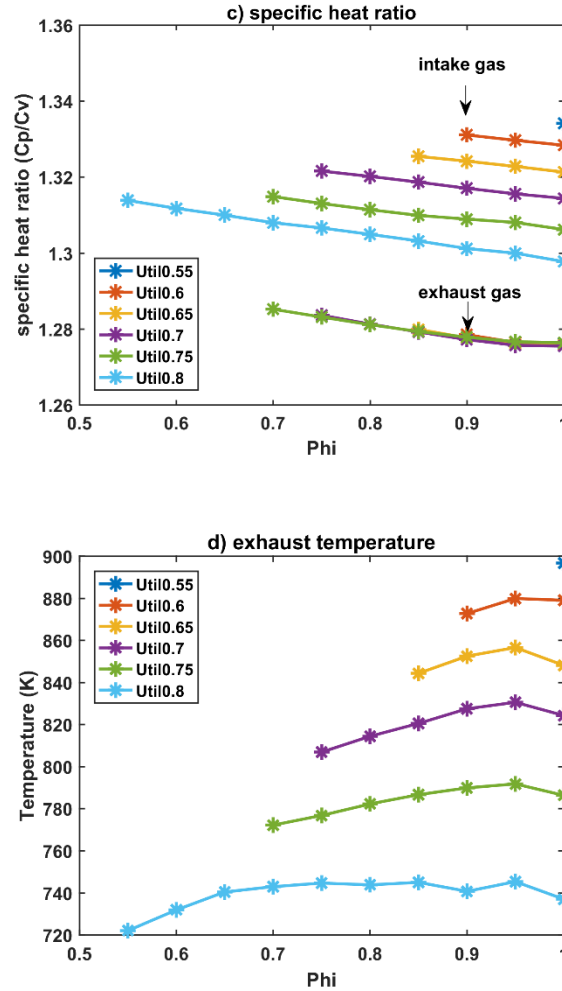 c) specific heat ratio
1.36
1.34
1.32
1.3
1.28
1.26
specific heat ratio (Cp/Cv)
intake gas
exhaust gas
Util0.55
Util0.6
Util0.65
Util0.7
Util0.75
Util0.8
0.5 0.6 0.7 0.8 0.9 1
Phi
d) exhaust temperature
900
880
860
840
820
800
780
760
740
720
Temperature (K)
Util0.55
Util0.6
Util0.65
Util0.7
Util0.75
Util0.8
0.5 0.6 0.7 0.8 0.9 1
Phi